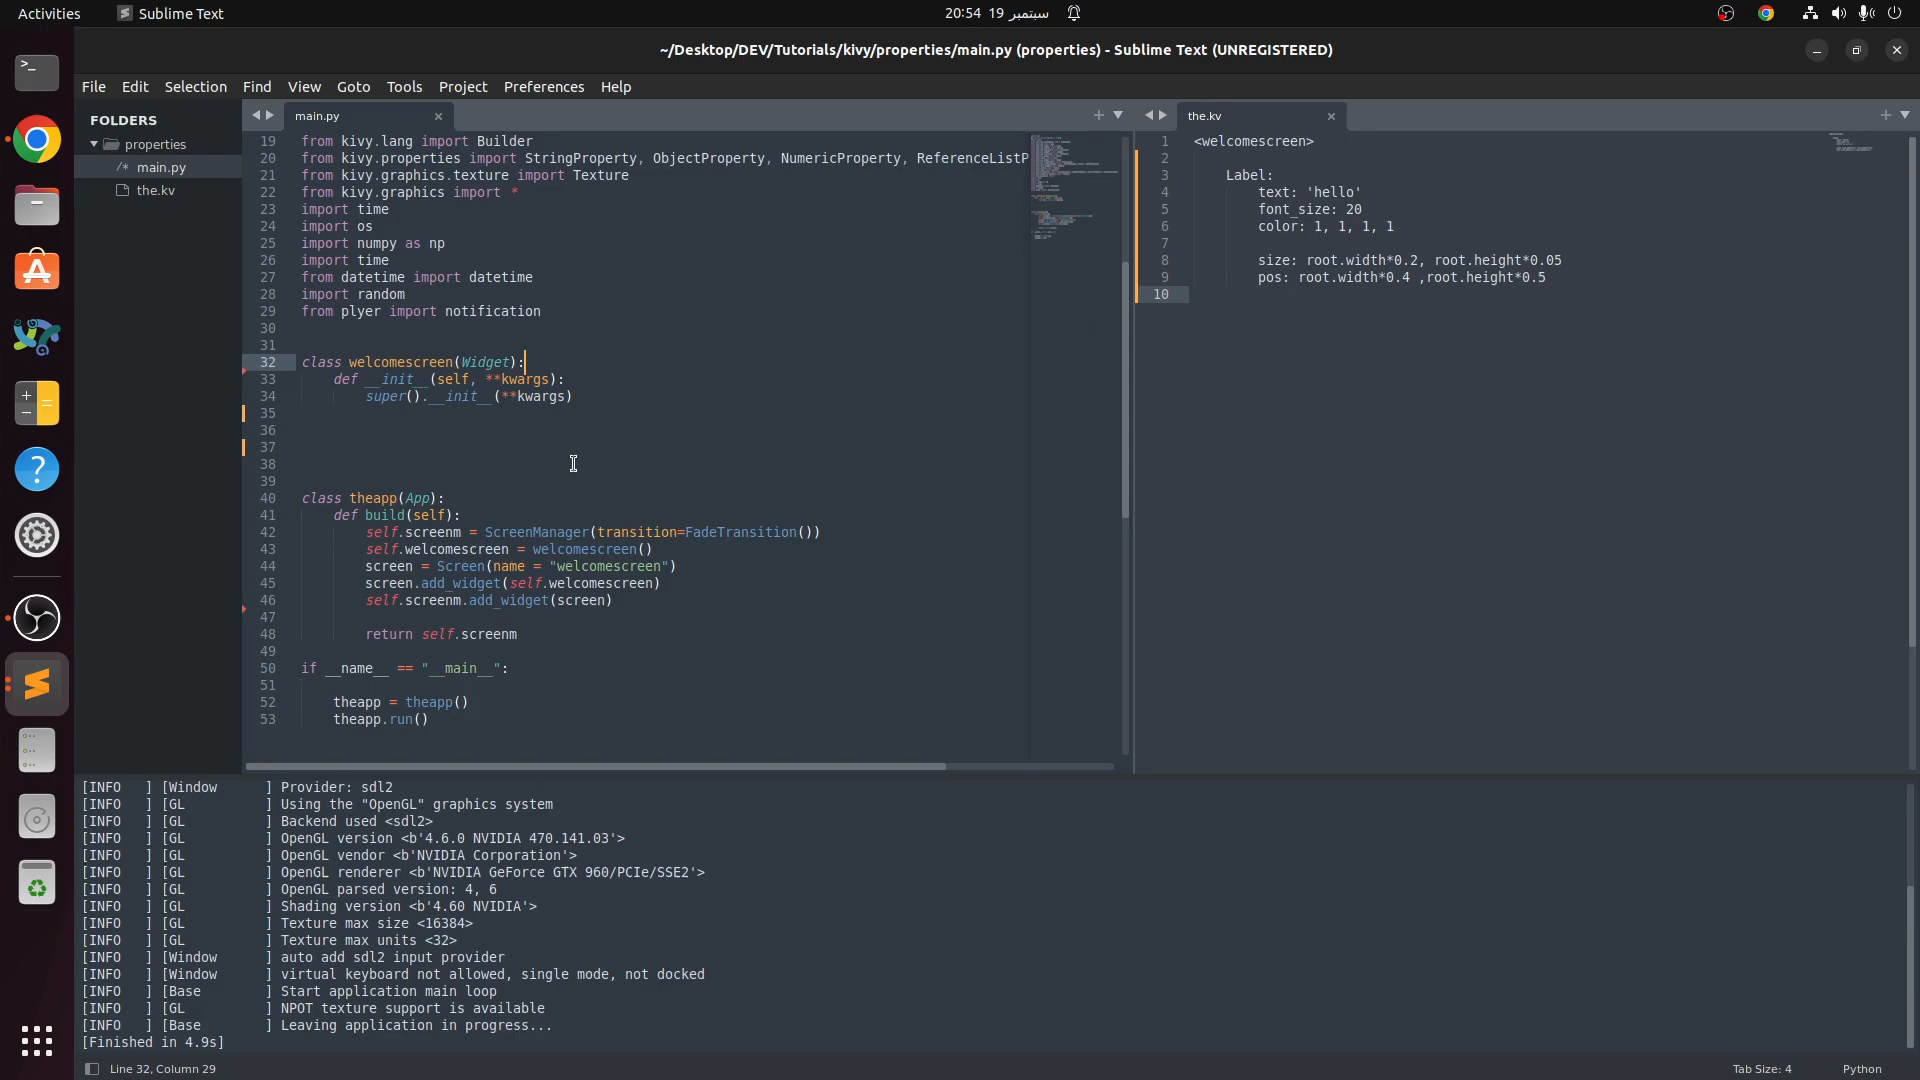 Activities
Sublime Text
20:54 19 سبتمبر
~/Desktop/DEV/Tutorials/kivy/properties/main.py (properties) - Sublime Text (UNREGISTERED)
File Edit Selection Find View Goto Tools Project Preferences Help
FOLDERS
properties
/* main.py
the.kv
main.py
19 from kivy.lang import Builder
20 from kivy.properties import StringProperty, ObjectProperty, NumericProperty, ReferenceListP
21 from kivy.graphics.texture import Texture
22 from kivy.graphics import *
23 import time
24 import os
25 import numpy as np
26 import time
27 from datetime import datetime
28 import random
29 from plyer import notification
30
31
32 class welcomescreen(Widget):
33 def __init__(self, **kwargs):
34 super().__init__(**kwargs)
35
36
37
38
39
40 class theapp(App):
41 def build(self):
42 self.screenm = ScreenManager(transition=FadeTransition())
43 self.welcomescreen = welcomescreen()
44 screen = Screen(name = "welcomescreen")
45 screen.add_widget(self.welcomescreen)
46 self.screenm.add_widget(screen)
47
48 return self.screenm
49
50 if __name__ == "__main__":
51
52 theapp = theapp()
53 theapp.run()
the.kv
1 <welcomescreen>
2
3 Label:
4 text: 'hello'
5 font_size: 20
6 color: 1, 1, 1, 1
7
8 size: root.width*0.2, root.height*0.05
9 pos: root.width*0.4 ,root.height*0.5
10
[INFO   ] [Window      ] Provider: sdl2
[INFO   ] [GL          ] Using the "OpenGL" graphics system
[INFO   ] [GL          ] Backend used <sdl2>
[INFO   ] [GL          ] OpenGL version <b'4.6.0 NVIDIA 470.141.03'>
[INFO   ] [GL          ] OpenGL vendor <b'NVIDIA Corporation'>
[INFO   ] [GL          ] OpenGL renderer <b'NVIDIA GeForce GTX 960/PCIe/SSE2'>
[INFO   ] [GL          ] OpenGL parsed version: 4, 6
[INFO   ] [GL          ] Shading version <b'4.60 NVIDIA'>
[INFO   ] [GL          ] Texture max size <16384>
[INFO   ] [GL          ] Texture max units <32>
[INFO   ] [Window      ] auto add sdl2 input provider
[INFO   ] [Window      ] virtual keyboard not allowed, single mode, not docked
[INFO   ] [Base        ] Start application main loop
[INFO   ] [GL          ] NPOT texture support is available
[INFO   ] [Base        ] Leaving application in progress...
[Finished in 4.9s]
Line 32, Column 29
Tab Size: 4
Python